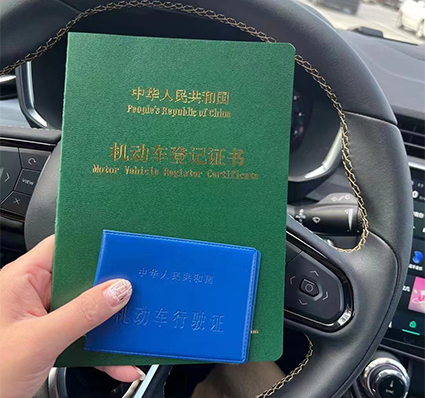 中华人民共和国
People's Republic of China
机动车登记证书
Motor Vehicle Register Certificate
中华人民共和国
机动车行驶证